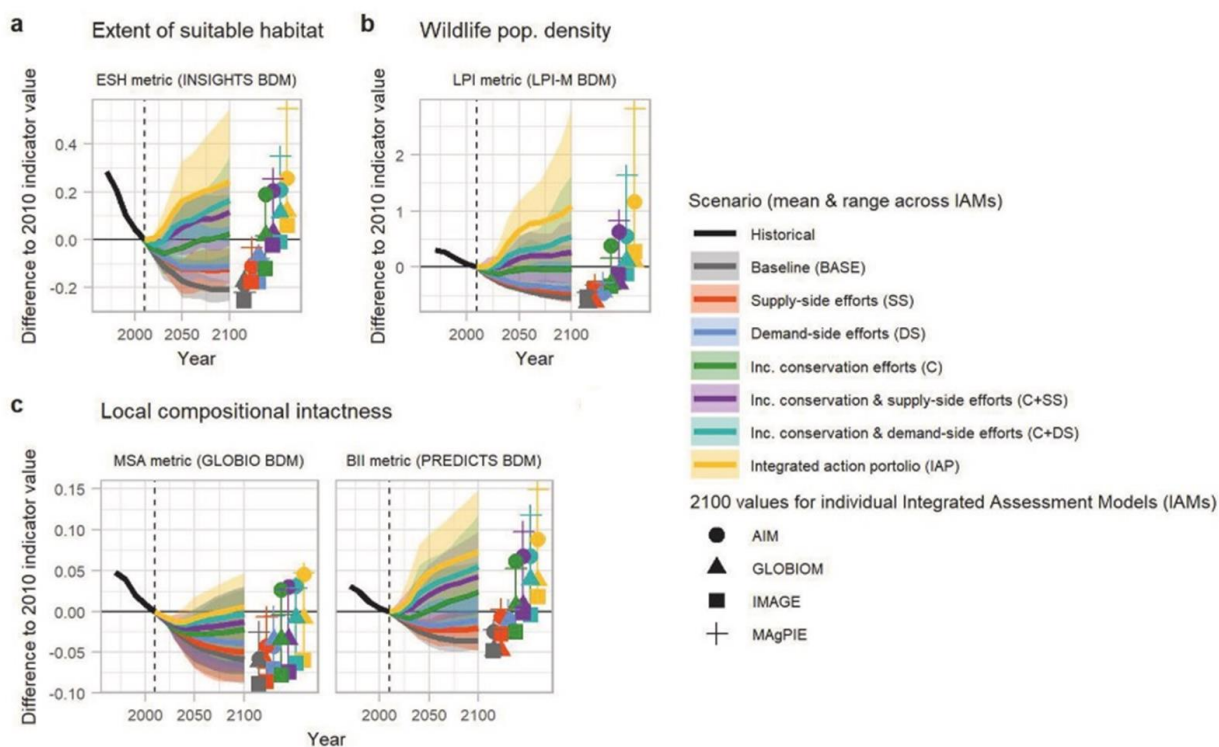 a Extent of suitable habitat
ESH metric (INSIGHTS BDM)
Difference to 2010 indicator value
0.4
0.2
0.0
-0.2
2000 2050 2100
Year
b Wildlife pop. density
LPI metric (LPI-M BDM)
Difference to 2010 indicator value
2
1
0
2000 2050 2100
Year
c Local compositional intactness
MSA metric (GLOBIO BDM) BII metric (PREDICTS BDM)
Difference to 2010 indicator value
0.15
0.10
0.05
0.00
-0.05
-0.10
2000 2050 2100 2000 2050 2100
Year
Scenario (mean & range across IAMs)
Historical
Baseline (BASE)
Supply-side efforts (SS)
Demand-side efforts (DS)
Inc. conservation efforts (C)
Inc. conservation & supply-side efforts (C+SS)
Inc. conservation & demand-side efforts (C+DS)
Integrated action portolio (IAP)
2100 values for individual Integrated Assessment Models (IAMs)
AIM
GLOBIOM
IMAGE
MAgPIE